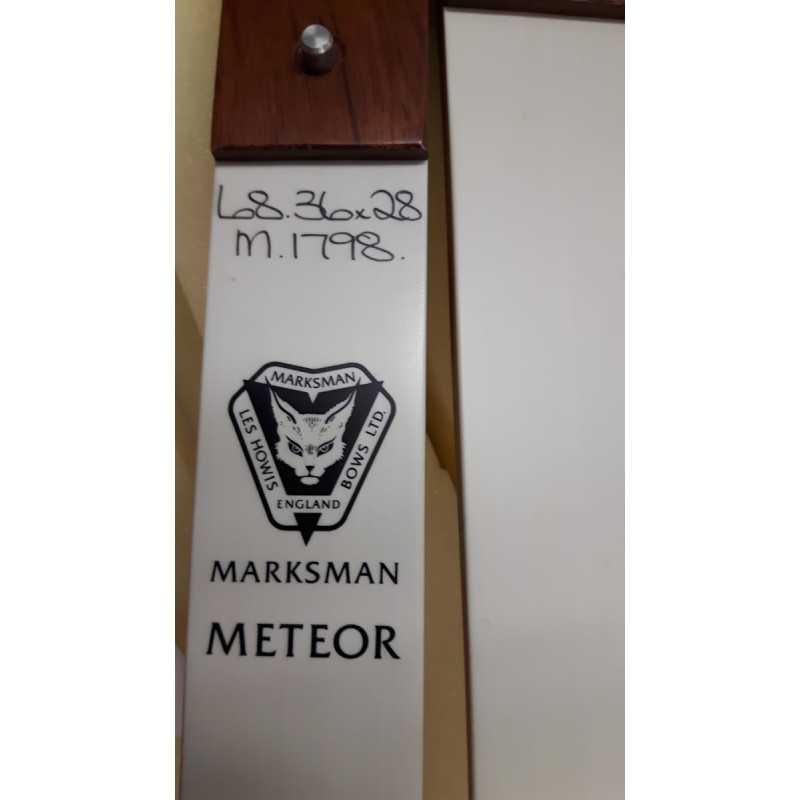 68.36x28
M.1798.
MARKSMAN
LES HOWIS
BOWS LTD.
ENGLAND
MARKSMAN
METEOR